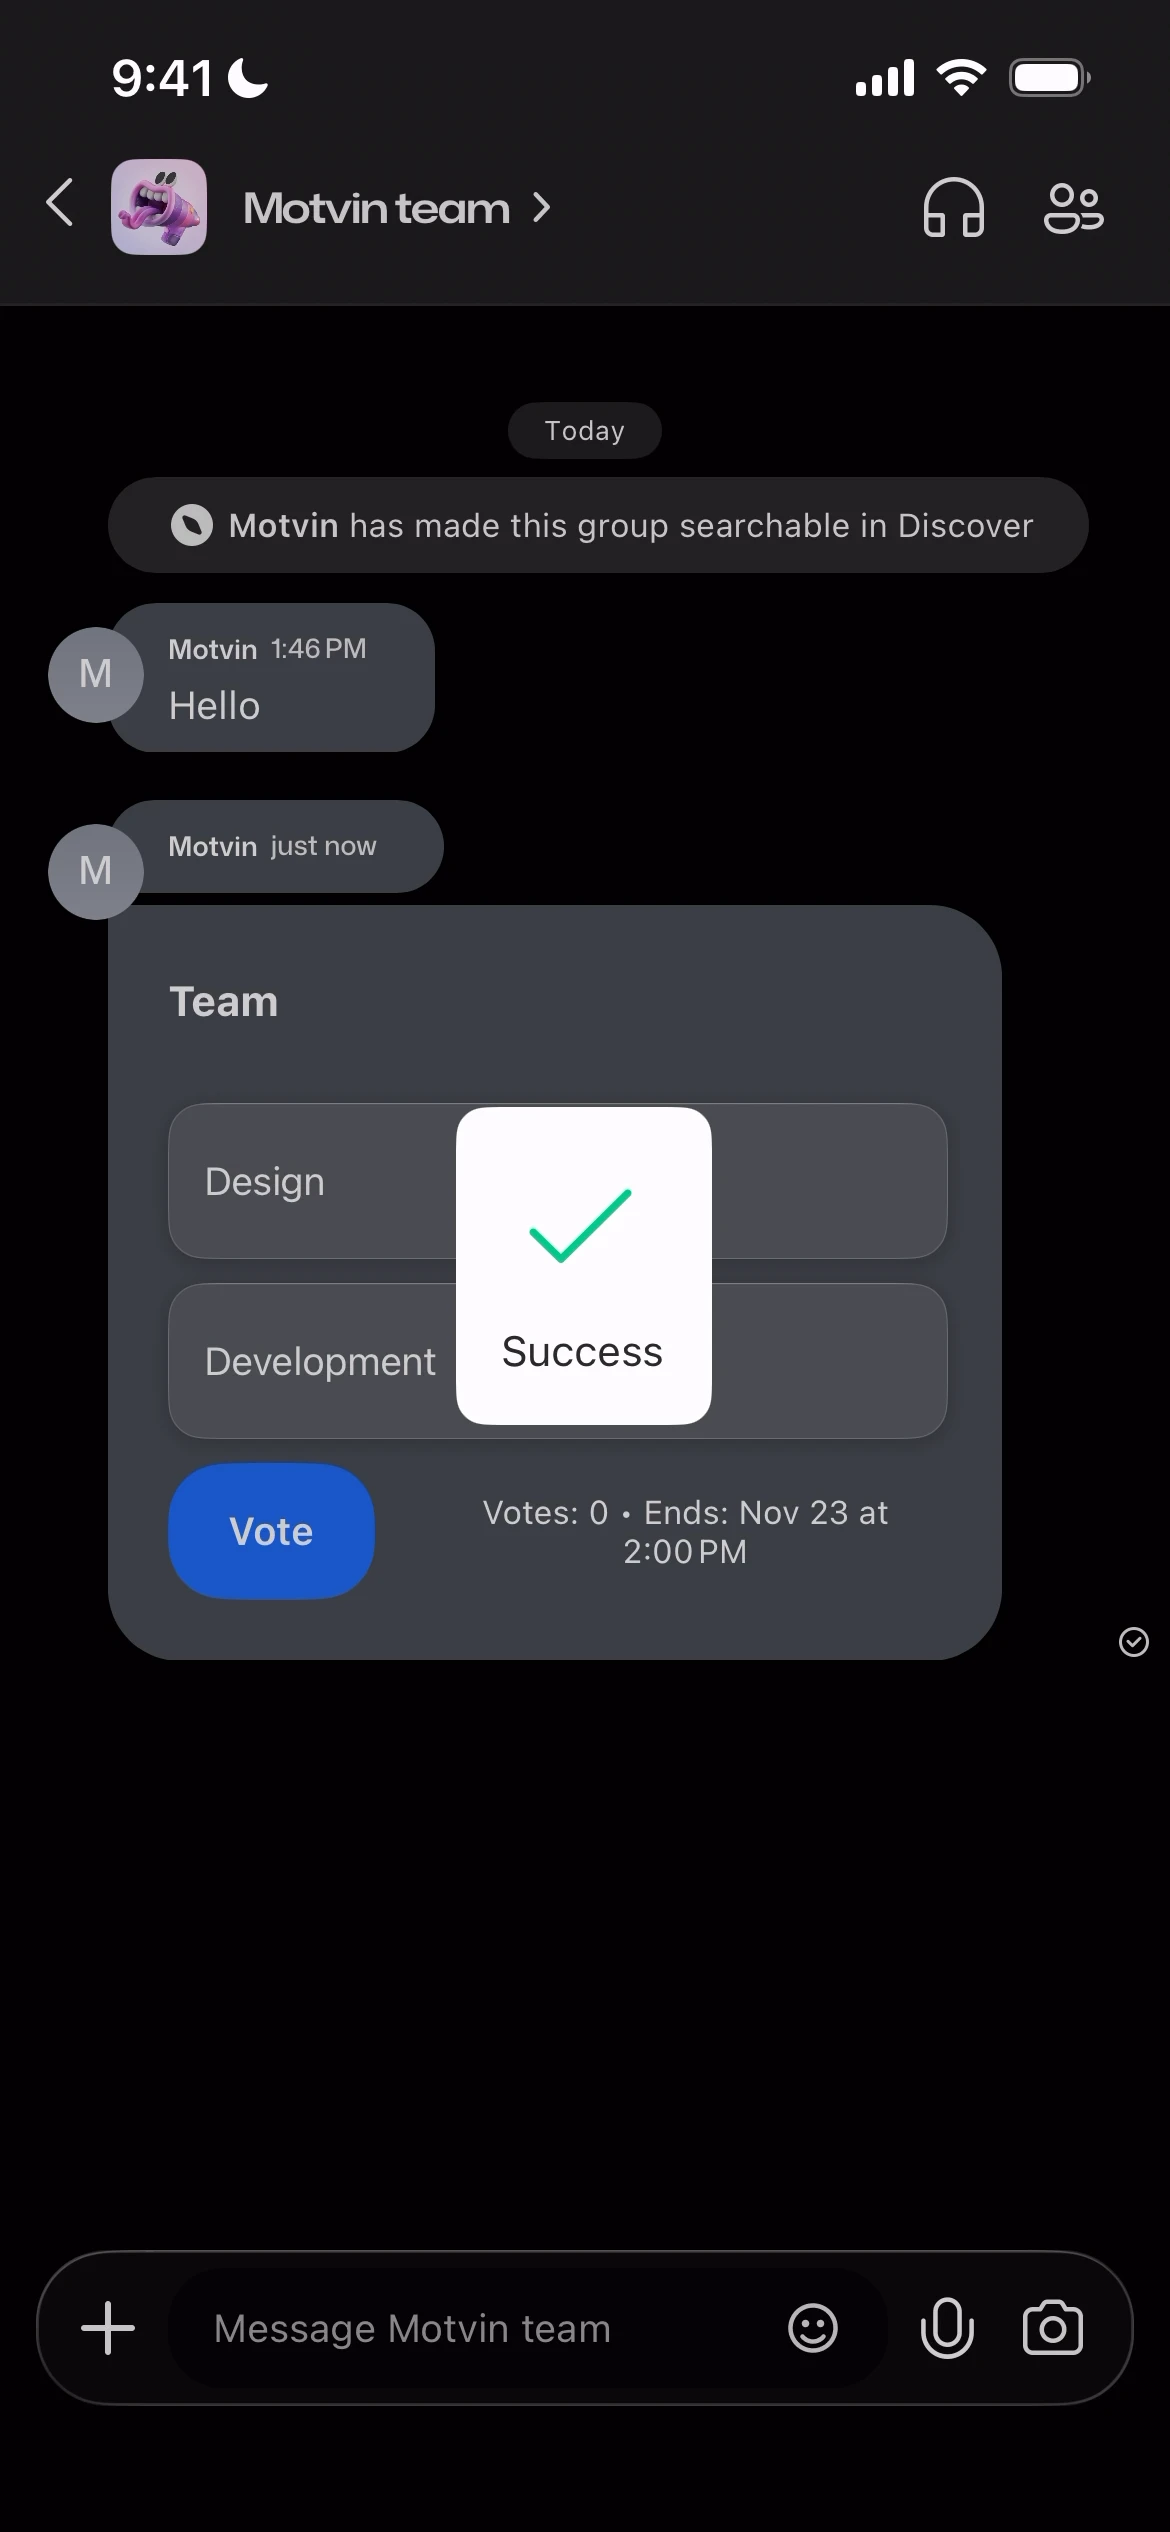 9:41
Motvin team
Today
Motvin has made this group searchable in Discover
M
Motvin 1:46 PM
Hello
M
Motvin just now
Team
Design
Development
Success
Vote
Votes: 0 • Ends: Nov 23 at
2:00 PM
Message Motvin team